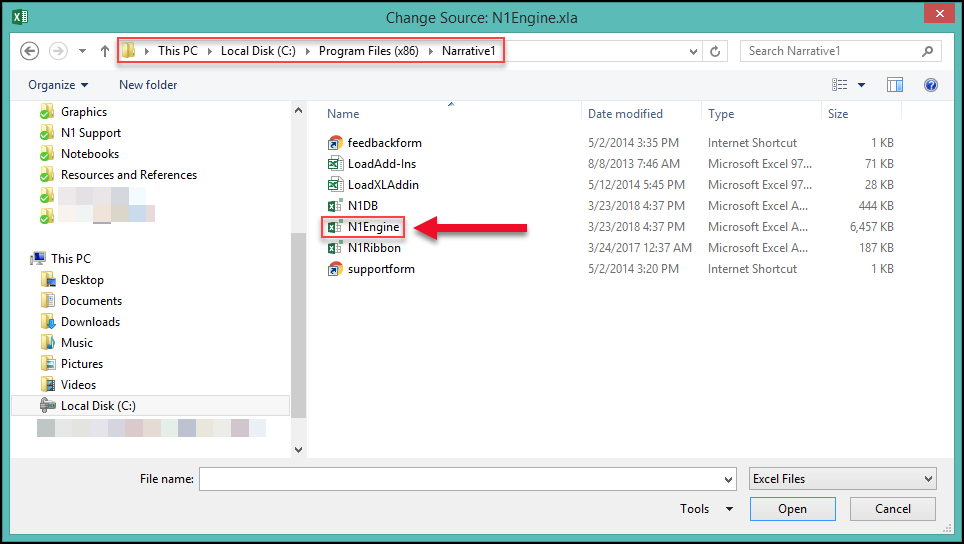 Change Source: N1Engine.xla
This PC Local Disk (C:) Program Files (x86) Narrative1
Search Narrative1
Organize New folder
Graphics
N1 Support
Notebooks
Resources and References
This PC
Desktop
Documents
Downloads
Music
Pictures
Videos
Local Disk (C:)
Name Date modified Type Size
feedbackform 5/2/2014 3:35 PM Internet Shortcut 1 KB
LoadAdd-Ins 8/8/2013 7:46 AM Microsoft Excel 97... 71 KB
LoadXLAddin 5/12/2014 5:45 PM Microsoft Excel 97... 28 KB
N1DB 3/23/2018 4:37 PM Microsoft Excel A... 444 KB
N1Engine 3/23/2018 4:37 PM Microsoft Excel A... 6,457 KB
N1Ribbon 3/24/2017 12:37 AM Microsoft Excel A... 187 KB
supportform 5/2/2014 3:20 PM Internet Shortcut 1 KB
File name: Excel Files
Tools Open Cancel